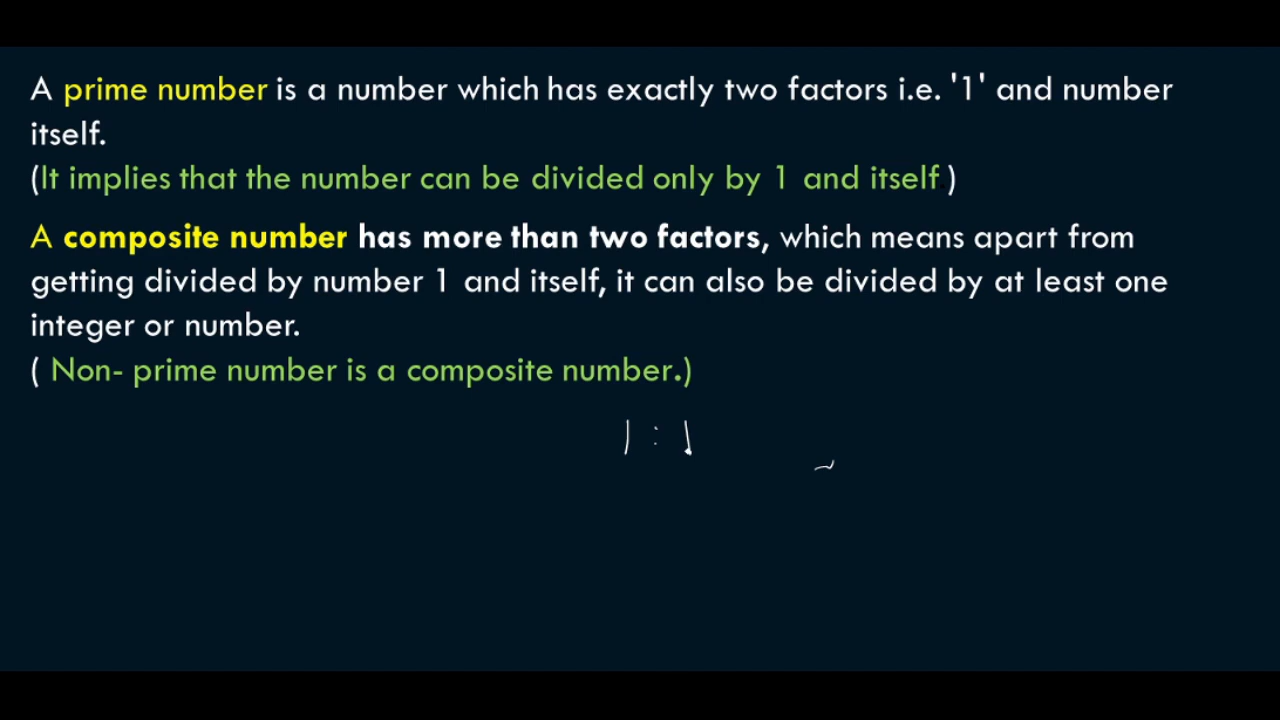 A prime number is a number which has exactly two factors i.e. '1' and number
itself.
(It implies that the number can be divided only by 1 and itself.)
A composite number has more than two factors, which means apart from
getting divided by number 1 and itself, it can also be divided by at least one
integer or number.
( Non- prime number is a composite number.)
1 : 1